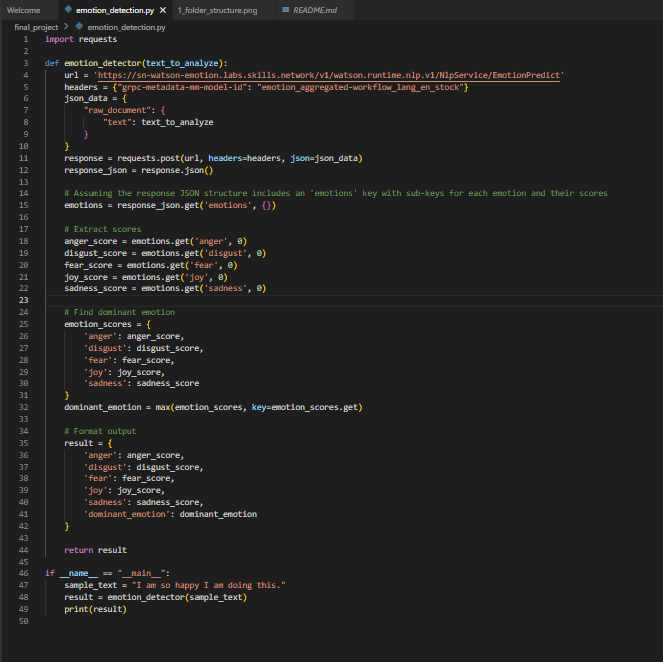 Welcome emotion_detection.py × 1_folder_structure.png README.md
final_project > emotion_detection.py
1 import requests
2
3 def emotion_detector(text_to_analyze):
4     url = 'https://sn-watson-emotion.labs.skills.network/v1/watson.runtime.nlp.v1/NlpService/EmotionPredict'
5     headers = {"grpc-metadata-mm-model-id": "emotion_aggregated-workflow_lang_en_stock"}
6     json_data = {
7         "raw_document": {
8             "text": text_to_analyze
9         }
10     }
11     response = requests.post(url, headers=headers, json=json_data)
12     response_json = response.json()
13
14     # Assuming the response JSON structure includes an 'emotions' key with sub-keys for each emotion and their scores
15     emotions = response_json.get('emotions', {})
16
17     # Extract scores
18     anger_score = emotions.get('anger', 0)
19     disgust_score = emotions.get('disgust', 0)
20     fear_score = emotions.get('fear', 0)
21     joy_score = emotions.get('joy', 0)
22     sadness_score = emotions.get('sadness', 0)
23
24     # Find dominant emotion
25     emotion_scores = {
26         'anger': anger_score,
27         'disgust': disgust_score,
28         'fear': fear_score,
29         'joy': joy_score,
30         'sadness': sadness_score
31     }
32     dominant_emotion = max(emotion_scores, key=emotion_scores.get)
33
34     # Format output
35     result = {
36         'anger': anger_score,
37         'disgust': disgust_score,
38         'fear': fear_score,
39         'joy': joy_score,
40         'sadness': sadness_score,
41         'dominant_emotion': dominant_emotion
42     }
43
44     return result
45
46 if __name__ == "__main__":
47     sample_text = "I am so happy I am doing this."
48     result = emotion_detector(sample_text)
49     print(result)
50